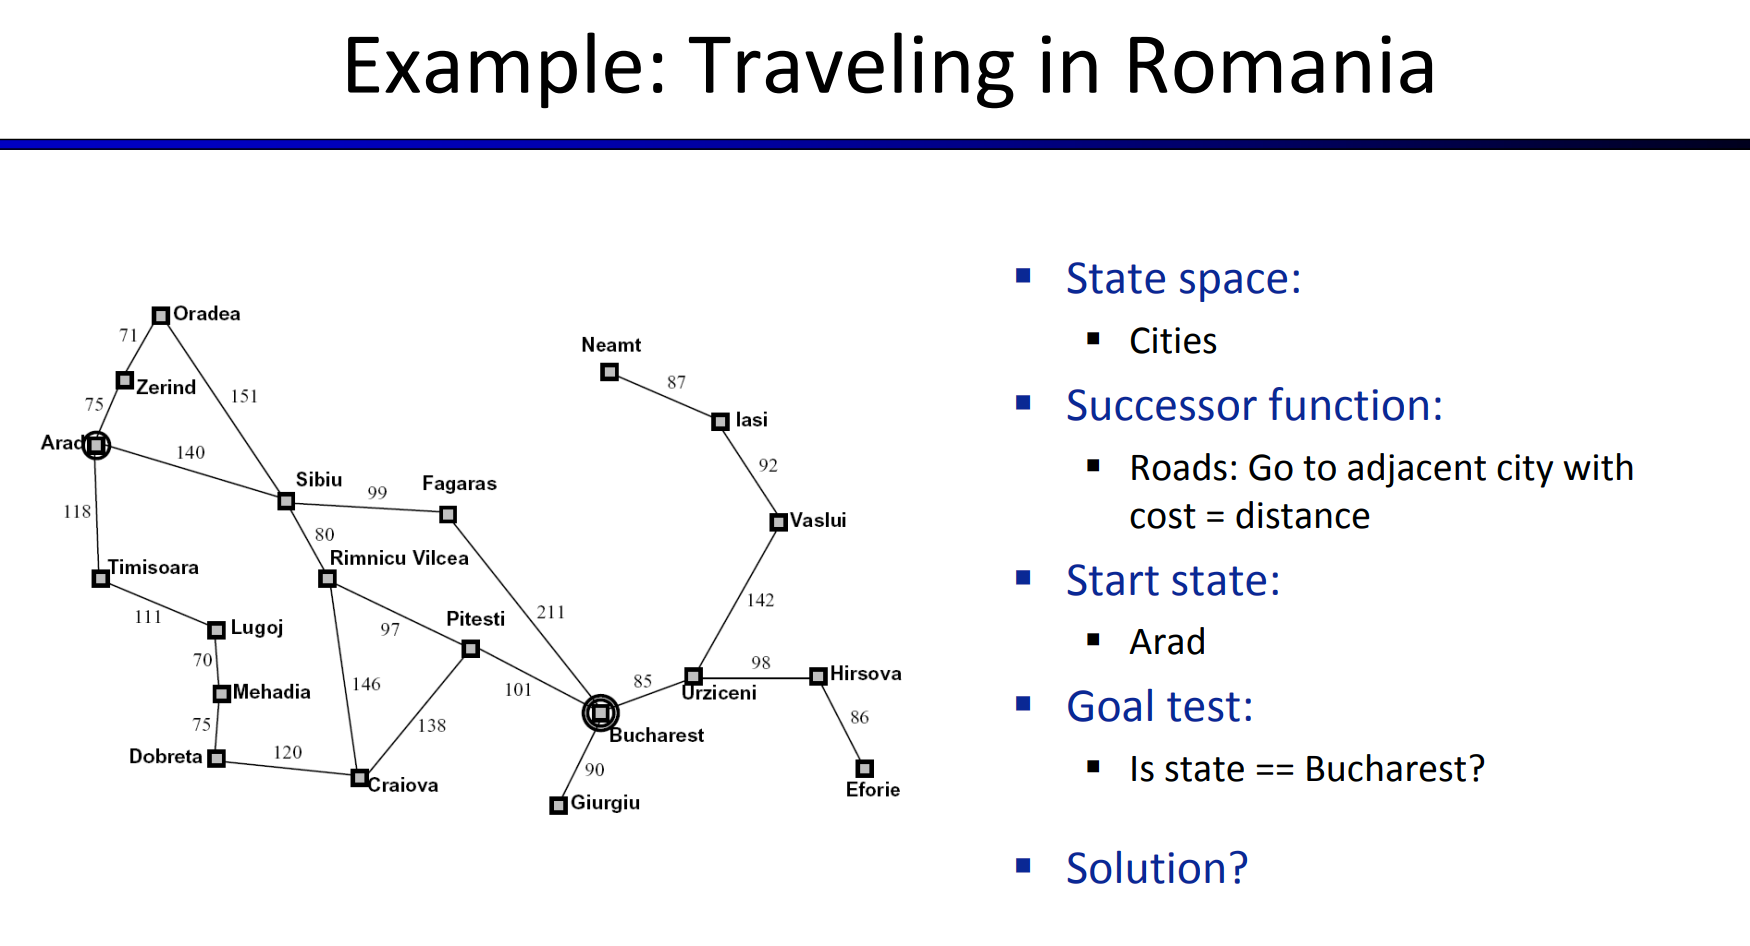 Example: Traveling in Romania
Oradea
71
Zerind
151
75
Arad
140
Sibiu
99
Fagaras
118
80
Timisoara
Rimnicu Vilcea
111
Lugoj
97
Pitesti
211
70
Mehadia
146
101
75
138
Dobreta
120
Craiova
Bucharest
90
Giurgiu
Neamt
87
Iasi
92
Vaslui
142
85
Urziceni
98
Hirsova
86
Eforie
▪ State space:
▪ Cities
▪ Successor function:
▪ Roads: Go to adjacent city with
cost = distance
▪ Start state:
▪ Arad
▪ Goal test:
▪ Is state == Bucharest?
▪ Solution?